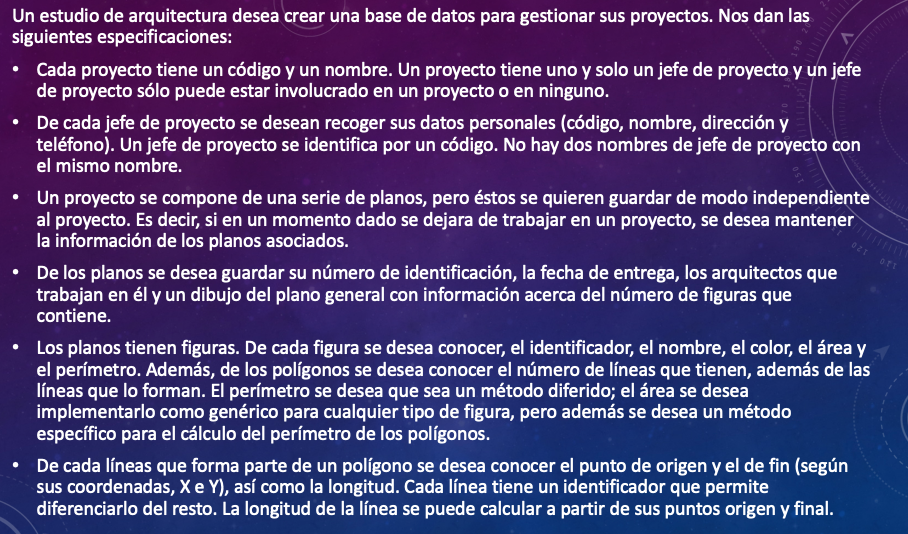 Un estudio de arquitectura desea crear una base de datos para gestionar sus proyectos. Nos dan las
siguientes especificaciones:
• Cada proyecto tiene un código y un nombre. Un proyecto tiene uno y solo un jefe de proyecto y un jefe
de proyecto sólo puede estar involucrado en un proyecto o en ninguno.
• De cada jefe de proyecto se desean recoger sus datos personales (código, nombre, dirección y
teléfono). Un jefe de proyecto se identifica por un código. No hay dos nombres de jefe de proyecto con
el mismo nombre.
• Un proyecto se compone de una serie de planos, pero éstos se quieren guardar de modo independiente
al proyecto. Es decir, si en un momento dado se dejara de trabajar en un proyecto, se desea mantener
la información de los planos asociados.
• De los planos se desea guardar su número de identificación, la fecha de entrega, los arquitectos que
trabajan en él y un dibujo del plano general con información acerca del número de figuras que
contiene.
• Los planos tienen figuras. De cada figura se desea conocer, el identificador, el nombre, el color, el área y
el perímetro. Además, de los polígonos se desea conocer el número de líneas que tienen, además de las
líneas que lo forman. El perímetro se desea que sea un método diferido; el área se desea
implementarlo como genérico para cualquier tipo de figura, pero además se desea un método
específico para el cálculo del perímetro de los polígonos.
• De cada líneas que forma parte de un polígono se desea conocer el punto de origen y el de fin (según
sus coordenadas, X e Y), así como la longitud. Cada línea tiene un identificador que permite
diferenciarlo del resto. La longitud de la línea se puede calcular a partir de sus puntos origen y final.